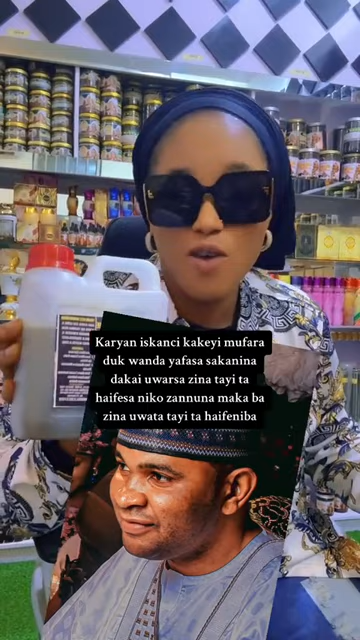 Karyan iskanci kakeyi mufara
duk wanda yafasa sakanina
dakai uwarsa zina tayi ta
haifesa niko zannuna maka ba
zina uwata tayi ta haifeniba